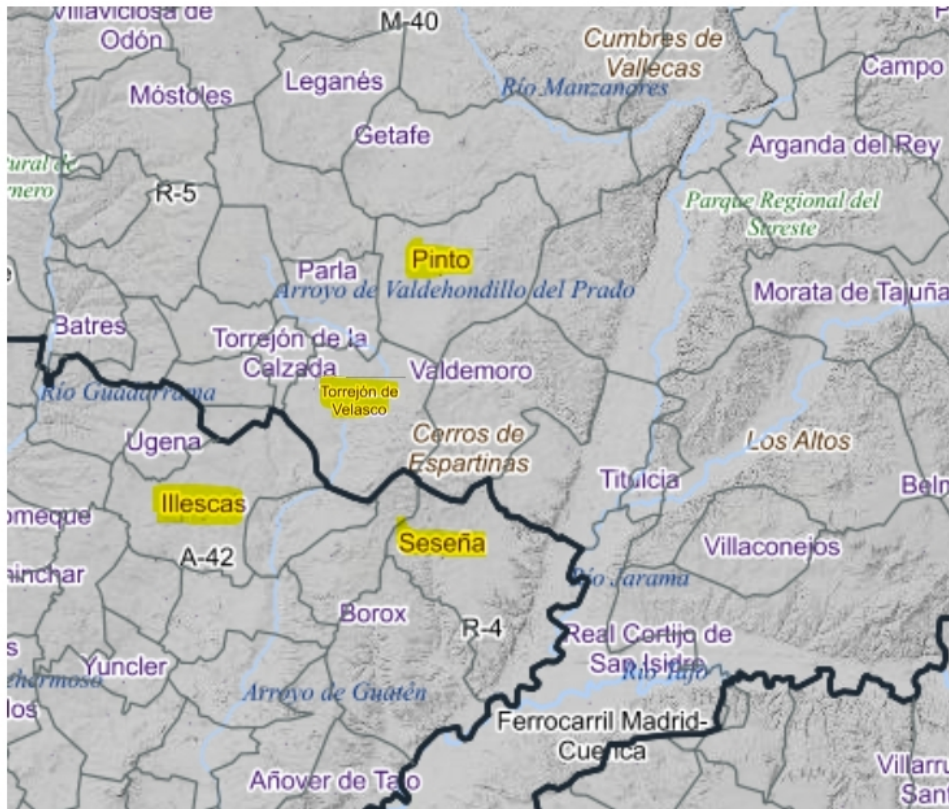 Villaviciosa de
Odón
M-40
Cumbres de
Vallecas
Campo
Leganés
Móstoles
Río Manzanares
Getafe
Arganda del Rey
R-5
Parque Regional del
Sureste
Pinto
Parla
Arroyo de Valdehondillo del Prado
Morata de Tajuña
Batres
Torrejón de la
Calzada
Valdemoro
Río Guadarrama
Torrejón de
Velasco
Ugena
Cerros de
Espartinas
Los Altos
Titulcia
Illescas
Seseña
A-42
Villaconejos
Río Jarama
Borox
R-4
Real Cortijo de
San Isidro
Río Tajo
Yuncler
Arroyo de Guatén
Ferrocarril Madrid-
Cuenca
Añover de Tajo